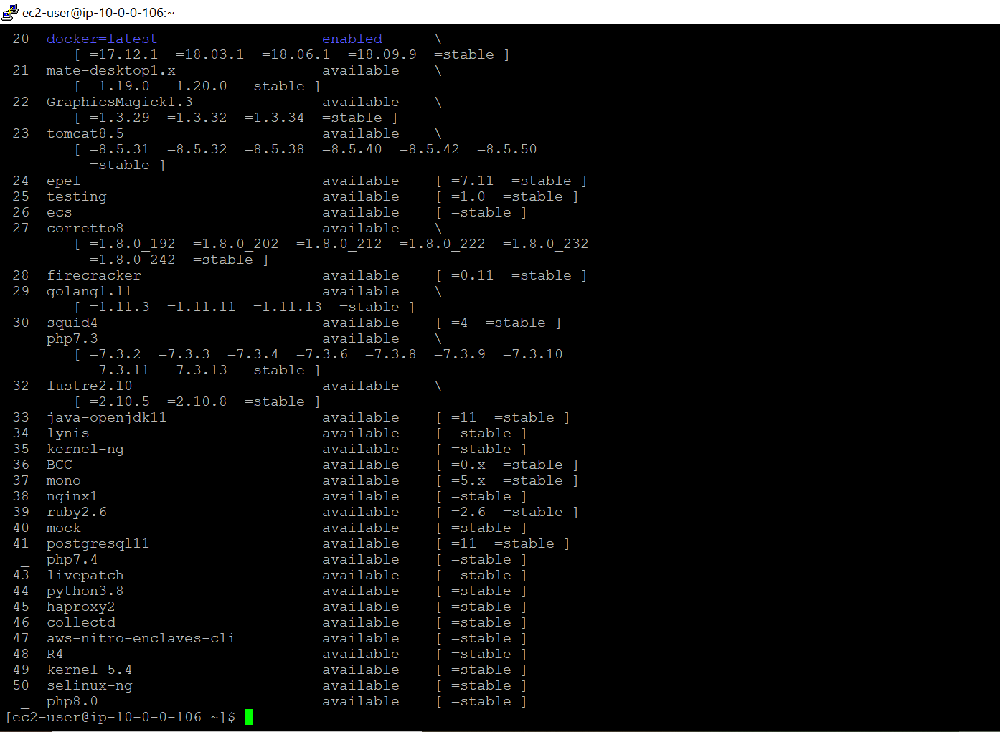 ec2-user@ip-10-0-0-106:~
20 docker=latest enabled \
[ =17.12.1 =18.03.1 =18.06.1 =18.09.9 =stable ]
21 mate-desktop1.x available \
[ =1.19.0 =1.20.0 =stable ]
22 GraphicsMagick1.3 available \
[ =1.3.29 =1.3.32 =1.3.34 =stable ]
23 tomcat8.5 available \
[ =8.5.31 =8.5.32 =8.5.38 =8.5.40 =8.5.42 =8.5.50
=stable ]
24 epel available [ =7.11 =stable ]
25 testing available [ =1.0 =stable ]
26 ecs available [ =stable ]
27 corretto8 available \
[ =1.8.0_192 =1.8.0_202 =1.8.0_212 =1.8.0_222 =1.8.0_232
=1.8.0_242 =stable ]
28 firecracker available [ =0.11 =stable ]
29 golang1.11 available \
[ =1.11.3 =1.11.11 =1.11.13 =stable ]
30 squid4 available [ =4 =stable ]
_ php7.3 available \
[ =7.3.2 =7.3.3 =7.3.4 =7.3.6 =7.3.8 =7.3.9 =7.3.10
=7.3.11 =7.3.13 =stable ]
32 lustre2.10 available \
[ =2.10.5 =2.10.8 =stable ]
33 java-openjdk11 available [ =11 =stable ]
34 lynis available [ =stable ]
35 kernel-ng available [ =stable ]
36 BCC available [ =0.x =stable ]
37 mono available [ =5.x =stable ]
38 nginx1 available [ =stable ]
39 ruby2.6 available [ =2.6 =stable ]
40 mock available [ =stable ]
41 postgresql11 available [ =11 =stable ]
_ php7.4 available [ =stable ]
43 livepatch available [ =stable ]
44 python3.8 available [ =stable ]
45 haproxy2 available [ =stable ]
46 collectd available [ =stable ]
47 aws-nitro-enclaves-cli available [ =stable ]
48 R4 available [ =stable ]
49 kernel-5.4 available [ =stable ]
50 selinux-ng available [ =stable ]
_ php8.0 available [ =stable ]
[ec2-user@ip-10-0-0-106 ~]$